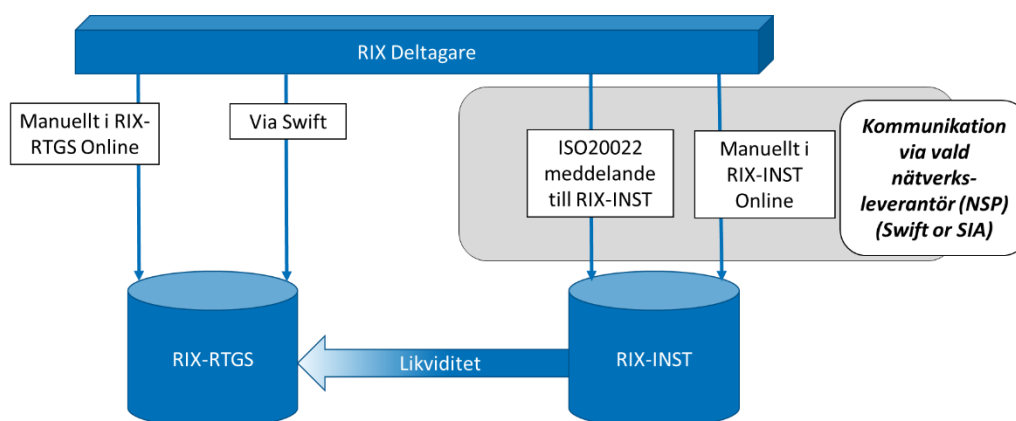 RIX Deltagare
Manuellt i RIX-
RTGS Online
Via Swift
ISO20022
meddelande
till RIX-INST
Manuellt i
RIX-INST
Online
Kommunikation
via vald
nätverks-
leverantör (NSP)
(Swift or SIA)
RIX-RTGS
Likviditet
RIX-INST